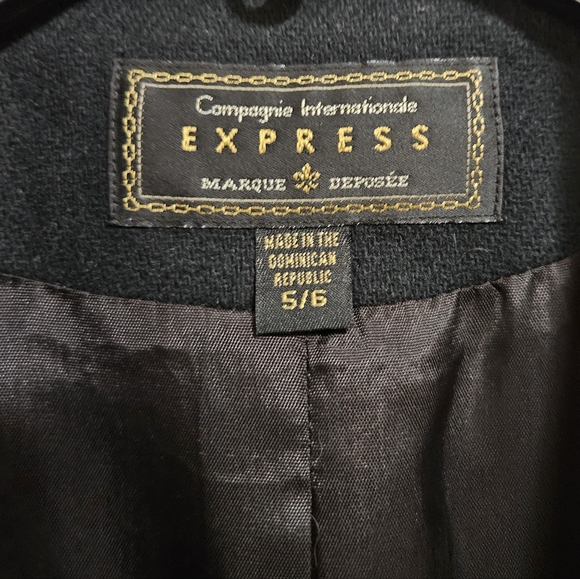 Compagnie Internationale
EXPRESS
MARQUE DEPOSÉE
MADE IN THE
DOMINICAN
REPUBLIC
5/6